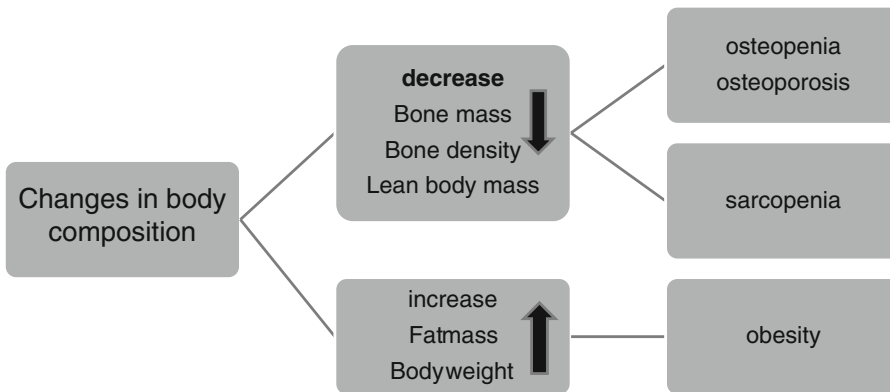 Changes in body
composition
decrease
Bone mass
Bone density
Lean body mass
increase
Fatmass
Bodyweight
osteopenia
osteoporosis
sarcopenia
obesity